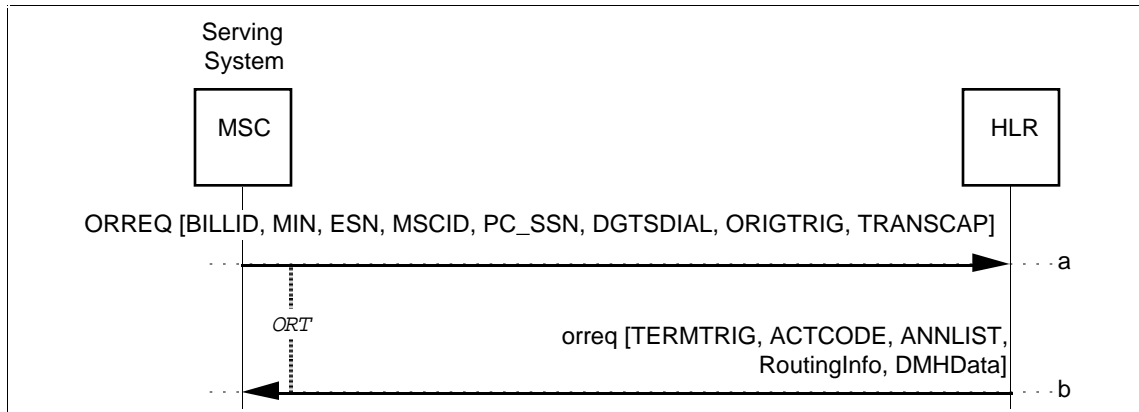 Serving
System
MSC
HLR
ORREQ [BILLID, MIN, ESN, MSCID, PC_SSN, DGTSDIAL, ORIGTRIG, TRANSCAP]
a
ORT
orreq [TERMTRIG, ACTCODE, ANNLIST,
RoutingInfo, DMHData]
b